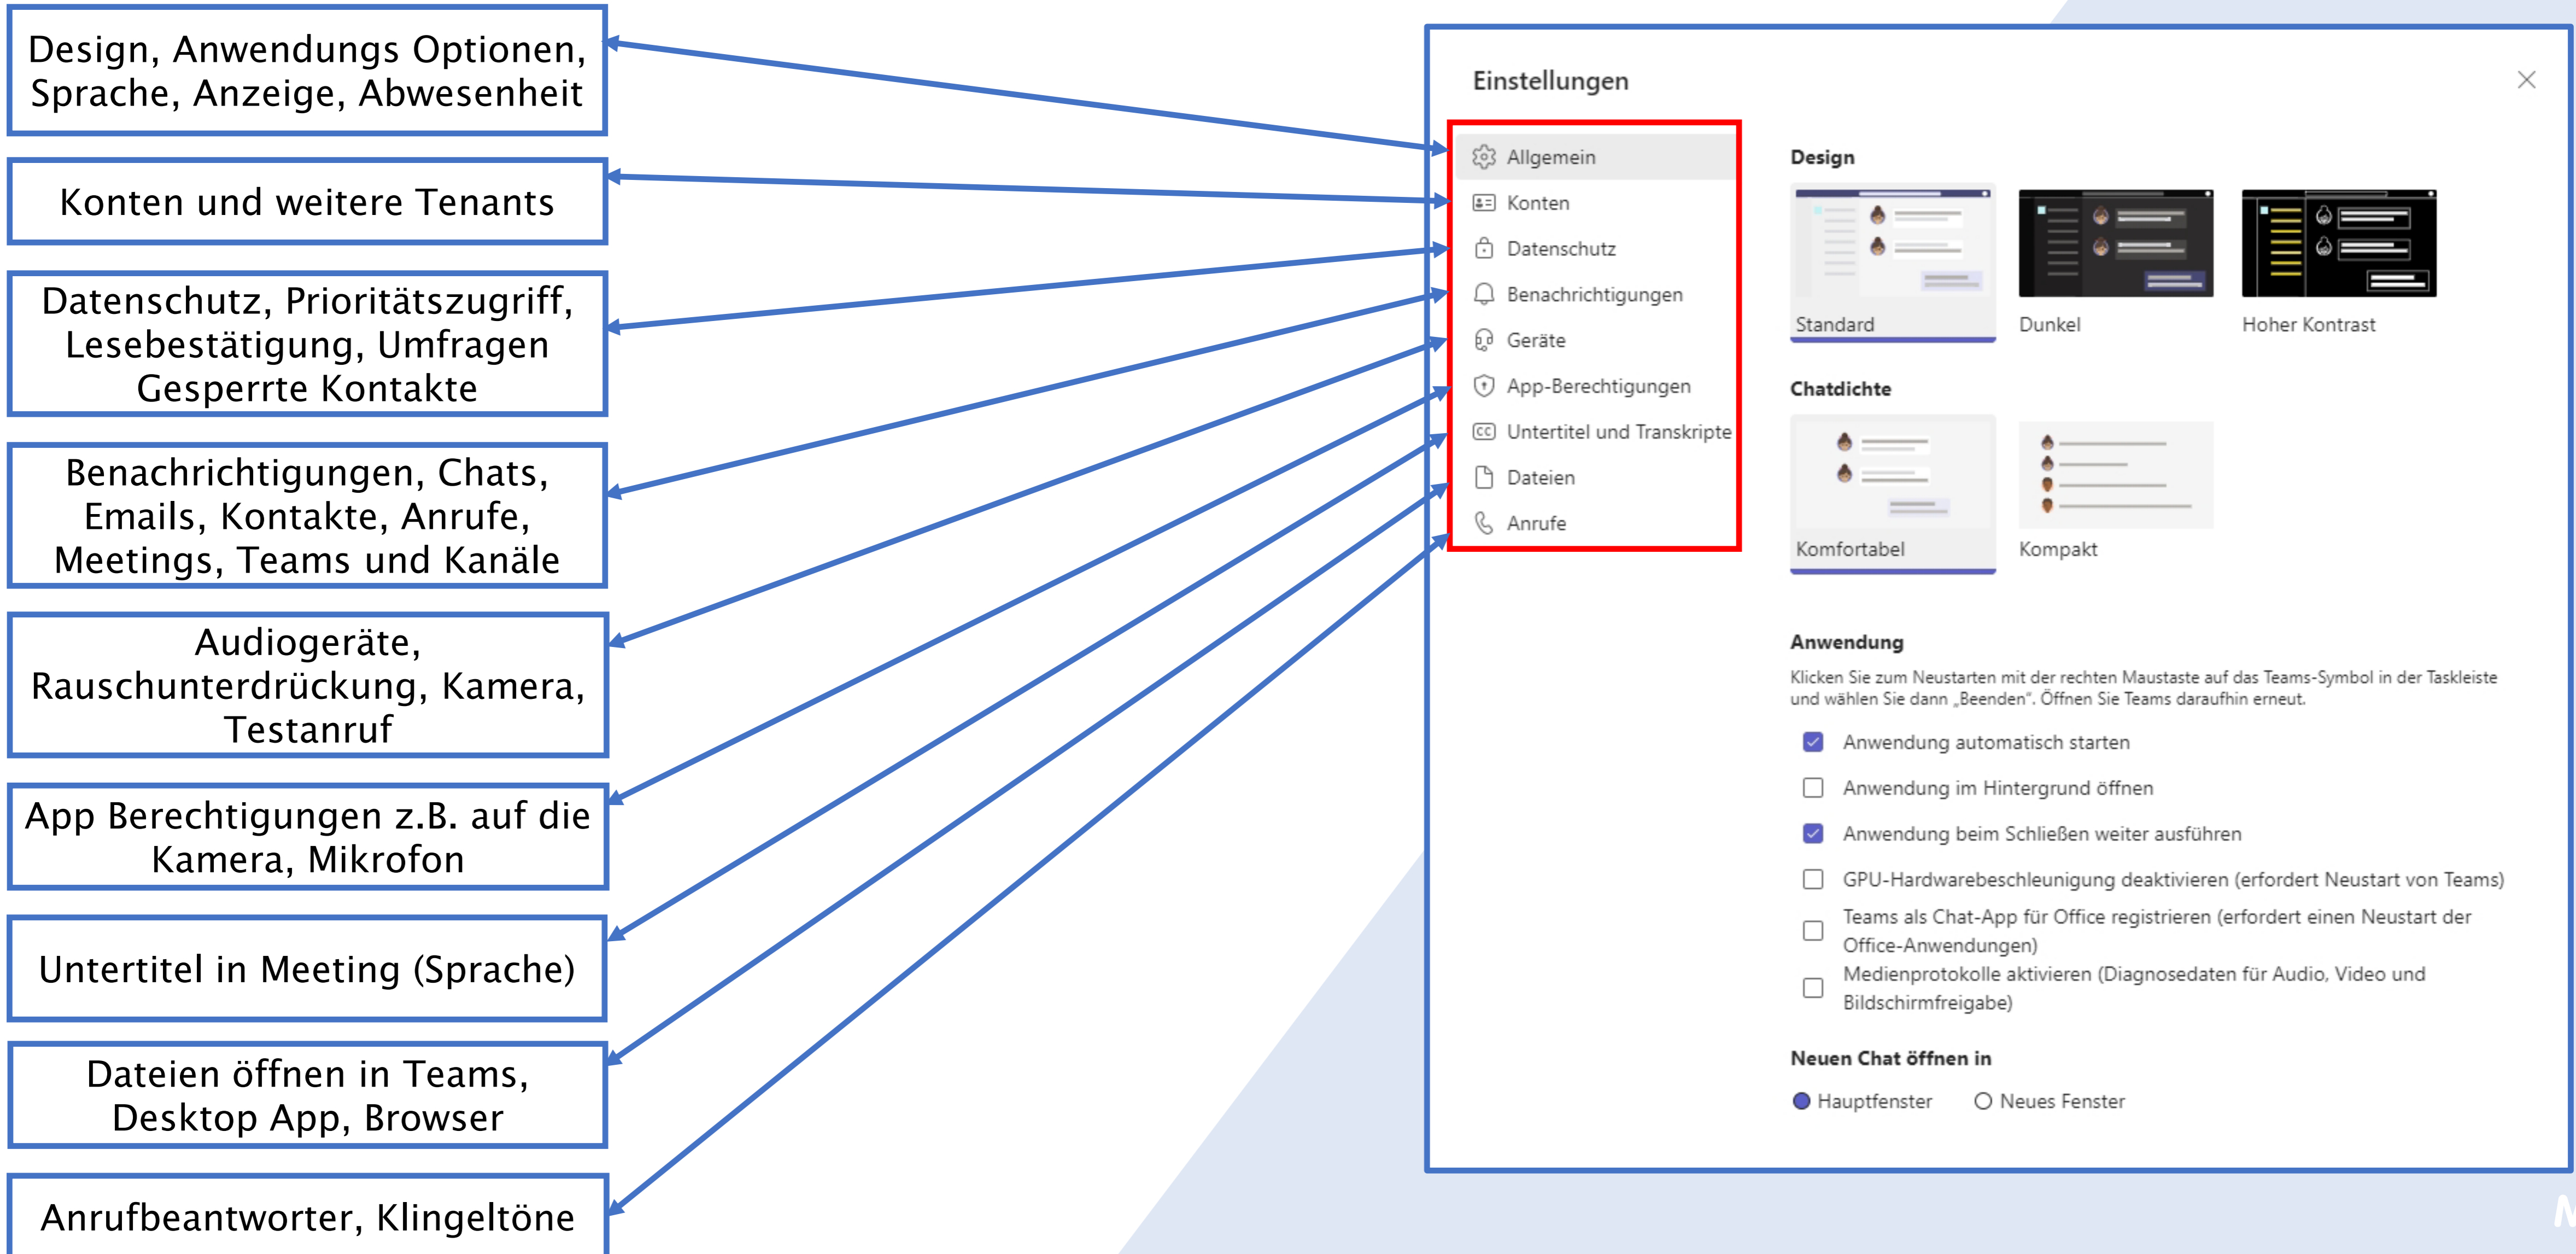 Design, Anwendungs Optionen,
Sprache, Anzeige, Abwesenheit
Konten und weitere Tenants
Datenschutz, Prioritätszugriff,
Lesebestätigung, Umfragen
Gesperrte Kontakte
Benachrichtigungen, Chats,
Emails, Kontakte, Anrufe,
Meetings, Teams und Kanäle
Audiogeräte,
Rauschunterdrückung, Kamera,
Testanruf
App Berechtigungen z.B. auf die
Kamera, Mikrofon
Untertitel in Meeting (Sprache)
Dateien öffnen in Teams,
Desktop App, Browser
Anrufbeantworter, Klingeltöne
Einstellungen
Allgemein
Konten
Datenschutz
Benachrichtigungen
Geräte
App-Berechtigungen
CC Untertitel und Transkripte
Dateien
Anrufe
Design
Standard
Dunkel
Hoher Kontrast
Chatdichte
Komfortabel
Kompakt
Anwendung
Klicken Sie zum Neustarten mit der rechten Maustaste auf das Teams-Symbol in der Taskleiste
und wählen Sie dann „Beenden“. Öffnen Sie Teams daraufhin erneut.
Anwendung automatisch starten
Anwendung im Hintergrund öffnen
Anwendung beim Schließen weiter ausführen
GPU-Hardwarebeschleunigung deaktivieren (erfordert Neustart von Teams)
Teams als Chat-App für Office registrieren (erfordert einen Neustart der
Office-Anwendungen)
Medienprotokolle aktivieren (Diagnosedaten für Audio, Video und
Bildschirmfreigabe)
Neuen Chat öffnen in
Hauptfenster
Neues Fenster